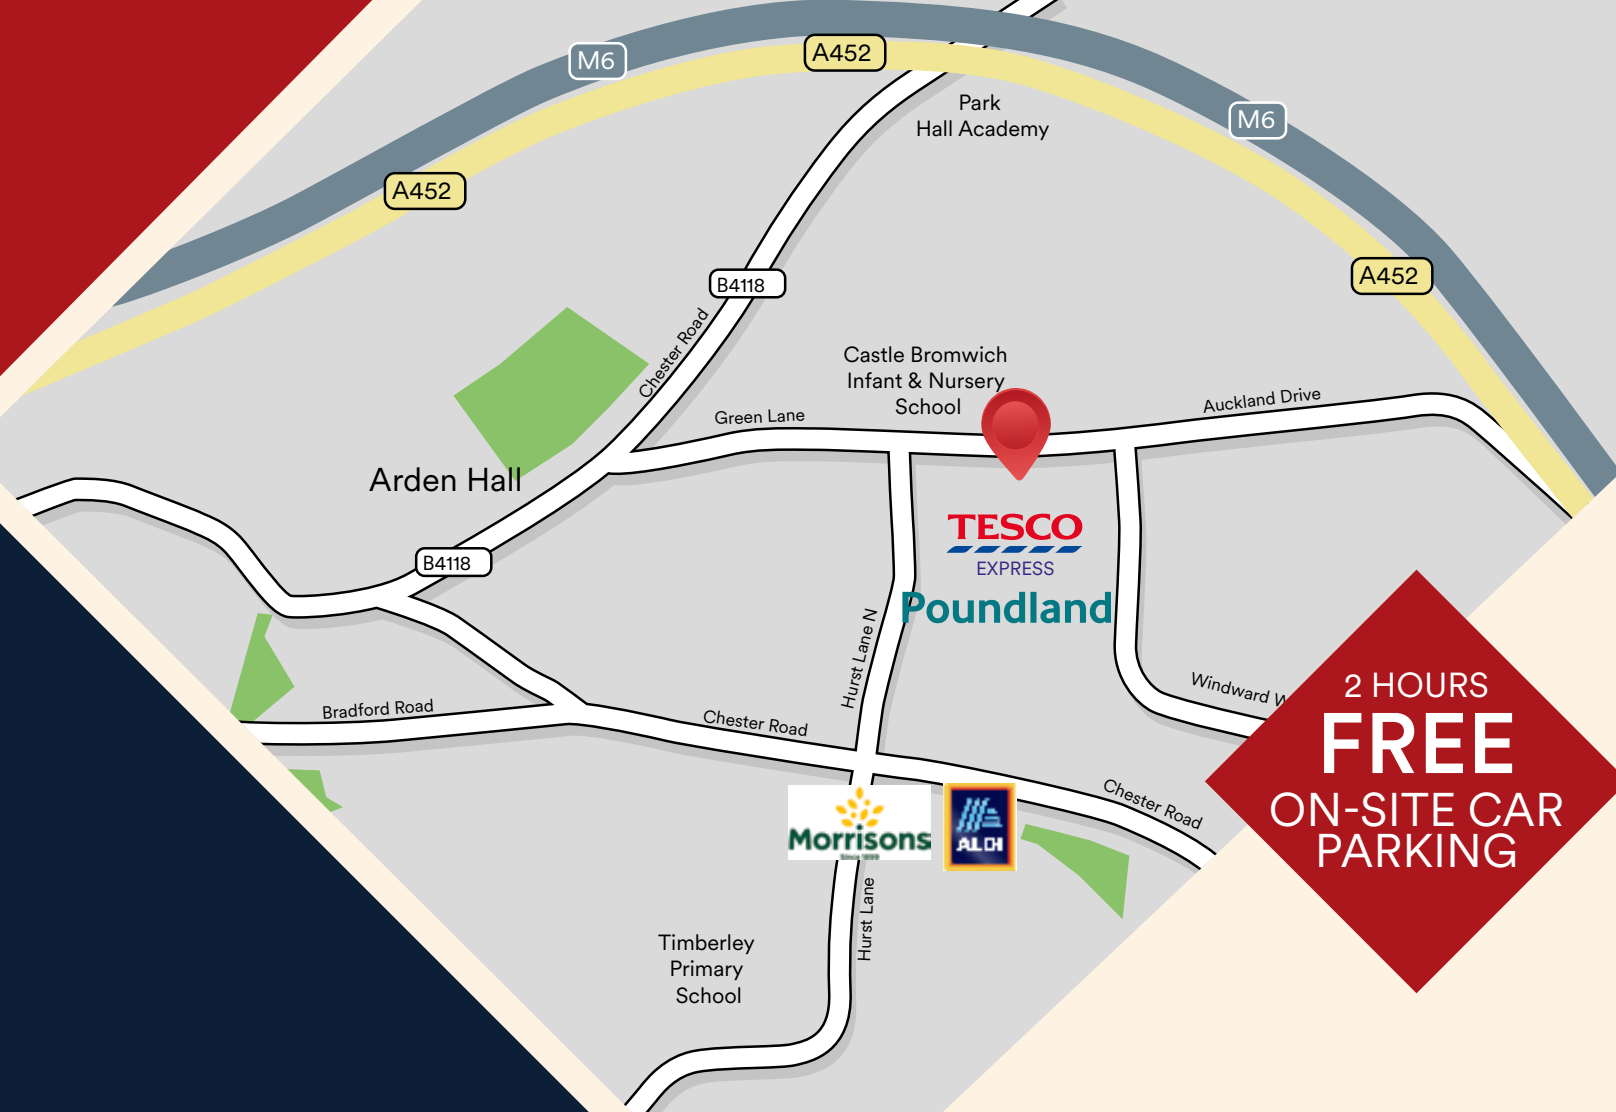 M6
A452
M6
A452
A452
Park
Hall Academy
B4118
Chester Road
Castle Bromwich
Infant & Nursery
School
Green Lane
Auckland Drive
Arden Hall
TESCO
EXPRESS
B4118
Poundland
Hurst Lane N
Windward W
Bradford Road
Chester Road
2 HOURS
FREE
ON-SITE CAR
PARKING
Chester Road
Morrisons
Since 1899
ALDI
Hurst Lane
Timberley
Primary
School